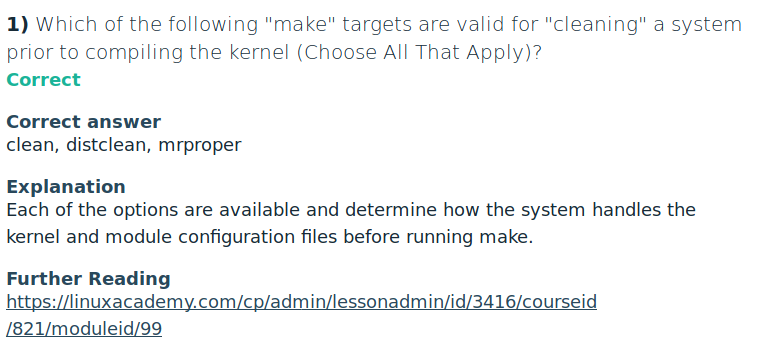 1) Which of the following "make" targets are valid for "cleaning" a system
prior to compiling the kernel (Choose All That Apply)?
Correct
Correct answer
clean, distclean, mrproper
Explanation
Each of the options are available and determine how the system handles the
kernel and module configuration files before running make.
Further Reading
https://linuxacademy.com/cp/admin/lessonadmin/id/3416/courseid
/821/moduleid/99